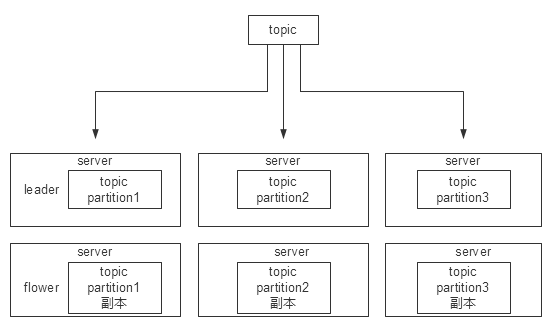 topic
server
server
server
leader
topic
partition1
topic
partition2
topic
partition3
server
server
server
flower
topic
partition1
副本
topic
partition2
副本
topic
partition3
副本